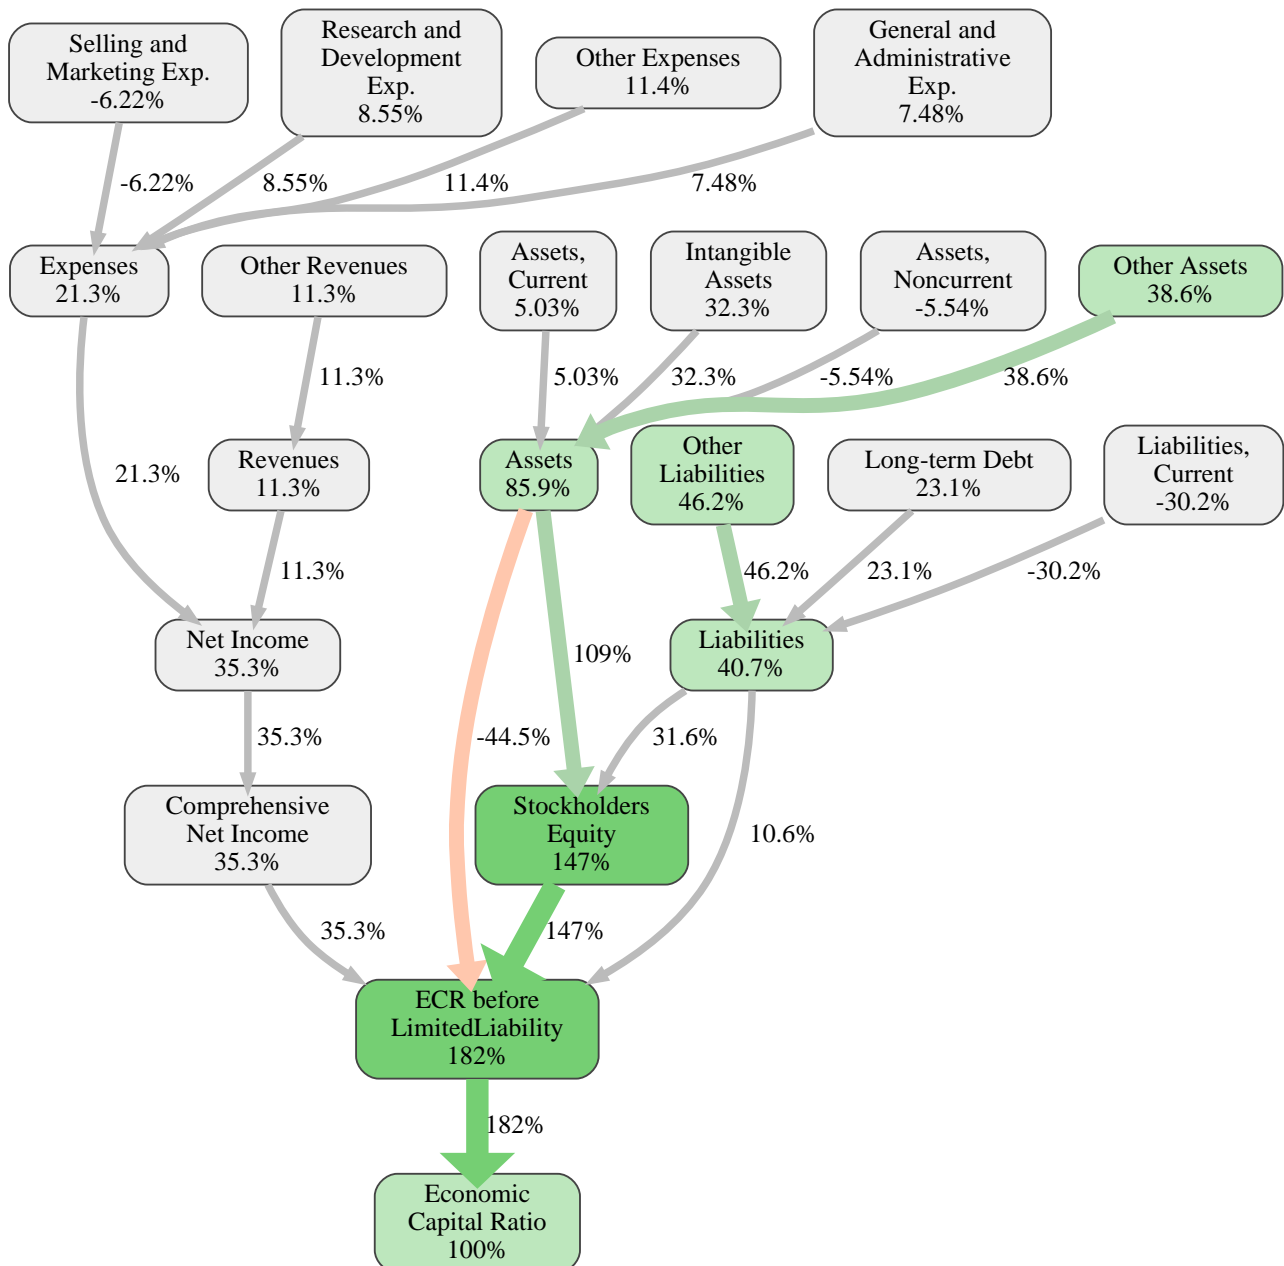 Selling and
Marketing Exp.
-6.22%
Research and
Development
Exp.
8.55%
Other Expenses
11.4%
General and
Administrative
Exp.
7.48%
-6.22%
8.55%
11.4%
7.48%
Expenses
21.3%
Other Revenues
11.3%
Assets,
Current
5.03%
Intangible
Assets
32.3%
Assets,
Noncurrent
-5.54%
Other Assets
38.6%
11.3%
5.03%
32.3%
-5.54%
38.6%
21.3%
Revenues
11.3%
Assets
85.9%
Other
Liabilities
46.2%
Long-term Debt
23.1%
Liabilities,
Current
-30.2%
11.3%
46.2%
23.1%
-30.2%
Net Income
35.3%
109%
Liabilities
40.7%
35.3%
-44.5%
31.6%
Comprehensive
Net Income
35.3%
Stockholders
Equity
147%
10.6%
35.3%
147%
ECR before
LimitedLiability
182%
182%
Economic
Capital Ratio
100%